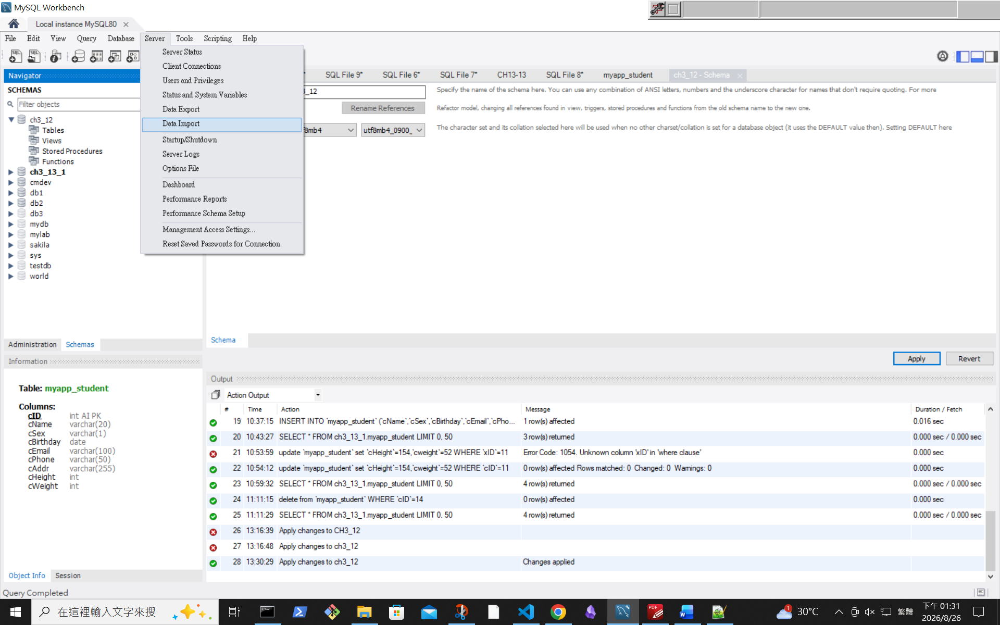 MySQL Workbench
Local instance MySQL80
File Edit View Query Database Server Tools Scripting Help
Server Status
Client Connections
Users and Privileges
Status and System Variables
Data Export
Data Import
Startup/Shutdown
Server Logs
Options File
Dashboard
Performance Reports
Performance Schema Setup
Management Access Settings...
Reset Saved Passwords for Connection
SQL File 9* SQL File 6* SQL File 7* CH13-13 SQL File 8* myapp_student ch3_12 - Schema
Navigator
SCHEMAS
Filter objects
ch3_12
Tables
Views
Stored Procedures
Functions
ch3_13_1
cmdev
db1
db2
db3
mydb
mylab
sakila
sys
testdb
world
_12
Specify the name of the schema here. You can use any combination of ANSI letters, numbers and the underscore character for names that don't require quoting. For more
Rename References
Refactor model, changing all references found in view, triggers, stored procedures and functions from the old schema name to the new one.
f8mb4 utf8mb4_0900_
The character set and its collation selected here will be used when no other charset/collation is set for a database object (it uses the DEFAULT value then). Setting DEFAULT here
Administration Schemas
Schema
Apply Revert
Information
Table: myapp_student
Columns:
cID int AI PK
cName varchar(20)
cSex varchar(1)
cBirthday date
cEmail varchar(100)
cPhone varchar(50)
cAddr varchar(255)
cHeight int
cWeight int
Object Info Session
Output
Action Output
# Time Action Message Duration / Fetch
19 10:37:15 INSERT INTO `myapp_student` (`cName`,`cSex`,`cBirthday`,`cEmail`,`cPho... 1 row(s) affected 0.016 sec
20 10:43:27 SELECT * FROM ch3_13_1.myapp_student LIMIT 0, 50 3 row(s) returned 0.000 sec / 0.000 sec
21 10:53:59 update `myapp_student` set `cHeight`=154,`cweight`=52 WHERE `xID`=11 Error Code: 1054. Unknown column 'xID' in 'where clause' 0.000 sec
22 10:54:12 update `myapp_student` set `cHeight`=154,`cweight`=52 WHERE `cID`=11 0 row(s) affected Rows matched: 0 Changed: 0 Warnings: 0 0.000 sec
23 10:59:32 SELECT * FROM ch3_13_1.myapp_student LIMIT 0, 50 4 row(s) returned 0.000 sec / 0.000 sec
24 11:11:15 delete from `myapp_student` WHERE `cID`=14 0 row(s) affected 0.000 sec
25 11:11:29 SELECT * FROM ch3_13_1.myapp_student LIMIT 0, 50 4 row(s) returned 0.000 sec / 0.000 sec
26 13:16:39 Apply changes to CH3_12
27 13:16:48 Apply changes to ch3_12
28 13:30:29 Apply changes to ch3_12 Changes applied
Query Completed
在這裡輸入文字來搜 PDF 1 30°C 繁體 下午 01:31
2026/8/26